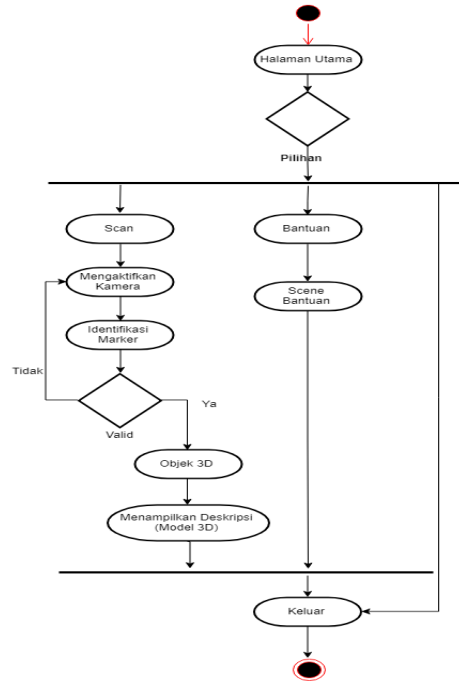 Halaman Utama
Pilihan
Scan
Bantuan
Mengaktifkan
Kamera
Scene
Bantuan
Identifikasi
Marker
Tidak
Ya
Valid
Objek 3D
Menampilkan Deskripsi
(Model 3D)
Keluar